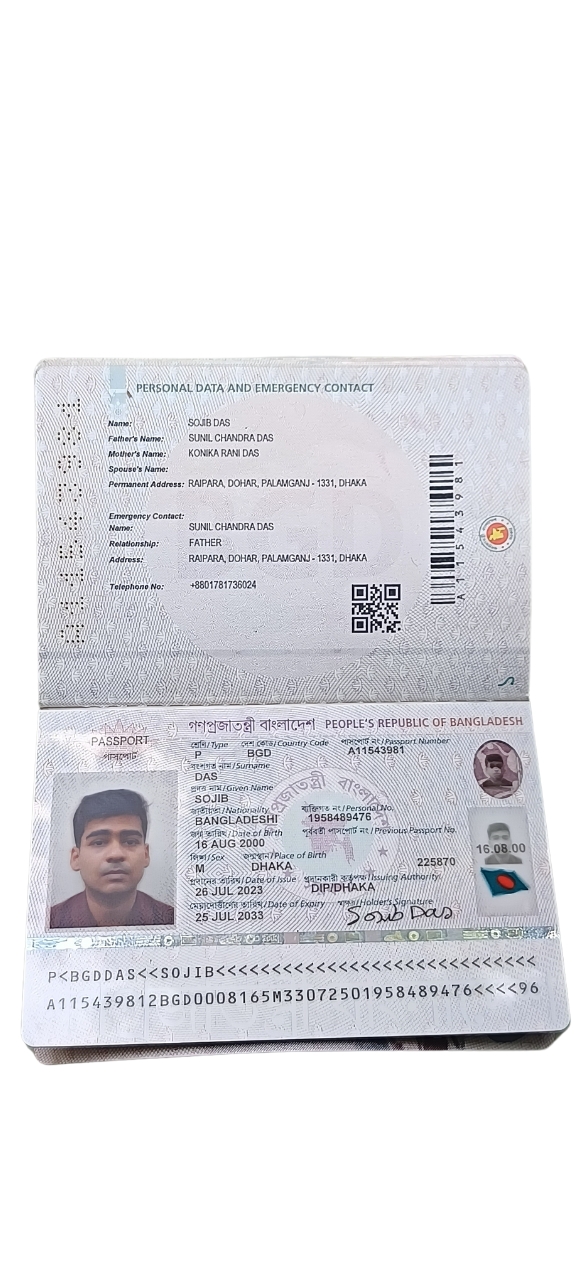 PERSONAL DATA AND EMERGENCY CONTACT
Name: SOJIB DAS
Father's Name: SUNIL CHANDRA DAS
Mother's Name: KONIKA RANI DAS
Spouse's Name:
Permanent Address: RAIPARA, DOHAR, PALAMGANJ - 1331, DHAKA
Emergency Contact:
Name: SUNIL CHANDRA DAS
Relationship: FATHER
Address: RAIPARA, DOHAR, PALAMGANJ - 1331, DHAKA
Telephone No: +8801781736024
A11543981
A11543981
গণপ্রজাতন্ত্রী বাংলাদেশ PEOPLE'S REPUBLIC OF BANGLADESH
PASSPORT
পাসপোর্ট
শ্রেণি/Type দেশ কোড/Country Code পাসপোর্ট নং/Passport Number
P BGD A11543981
বংশগত নাম/Surname
DAS
প্রদত্ত নাম/Given Name
SOJIB
জাতীয়তা/Nationality ব্যক্তিগত নং/Personal No.
BANGLADESHI 1958489476
জন্ম তারিখ/Date of Birth পূর্ববর্তী পাসপোর্ট নং/Previous Passport No.
16 AUG 2000
লিঙ্গ/Sex জন্মস্থান/Place of Birth
M DHAKA 225870
প্রদানের তারিখ/Date of Issue প্রদানকারী কর্তৃপক্ষ/Issuing Authority
26 JUL 2023 DIP/DHAKA
মেয়াদোত্তীর্ণের তারিখ/Date of Expiry স্বাক্ষর/Holder's Signature
25 JUL 2033 Sojib Das
16.08.00
P<BGDDAS<<SOJIB<<<<<<<<<<<<<<<<<<<<<<<<<<<<<
A115439812BGD0008165M33072501958489476<<<<96